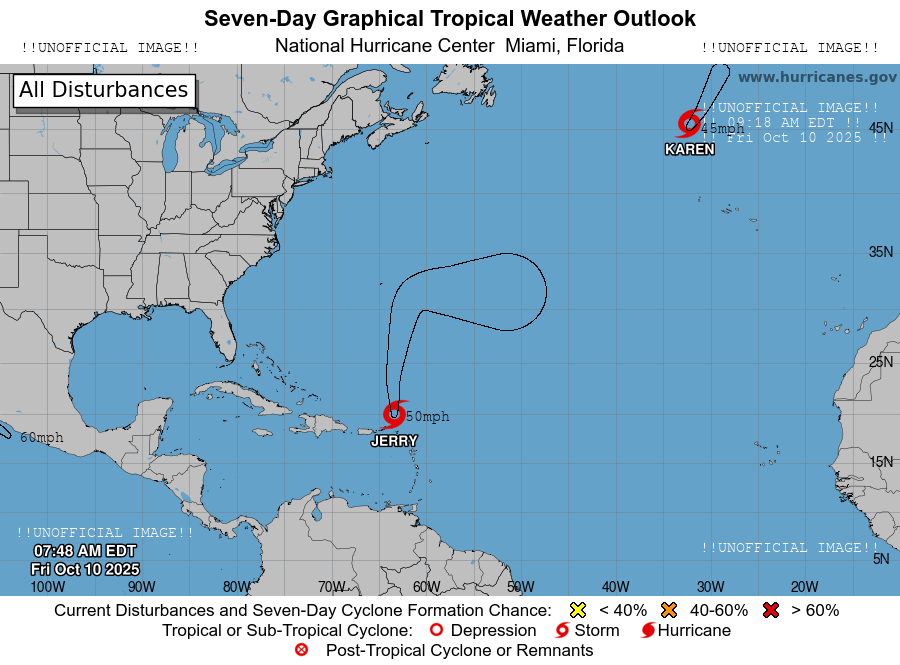 Seven-Day Graphical Tropical Weather Outlook
!!UNOFFICIAL IMAGE!!
National Hurricane Center  Miami, Florida
!!UNOFFICIAL IMAGE!!
All Disturbances
www.hurricanes.gov
!!UNOFFICIAL IMAGE!!
!! 09:18 AM EDT !!
!! Fri Oct 10 2025 !!
45mph
45N
KAREN
35N
25N
50mph
JERRY
60mph
15N
!!UNOFFICIAL IMAGE!!
07:48 AM EDT
Fri Oct 10 2025
!!UNOFFICIAL IMAGE!!
5N
100W 90W 80W 70W 60W 50W 40W 30W 20W
Current Disturbances and Seven-Day Cyclone Formation Chance: < 40% 40-60% > 60%
Tropical or Sub-Tropical Cyclone: Depression Storm Hurricane
Post-Tropical Cyclone or Remnants